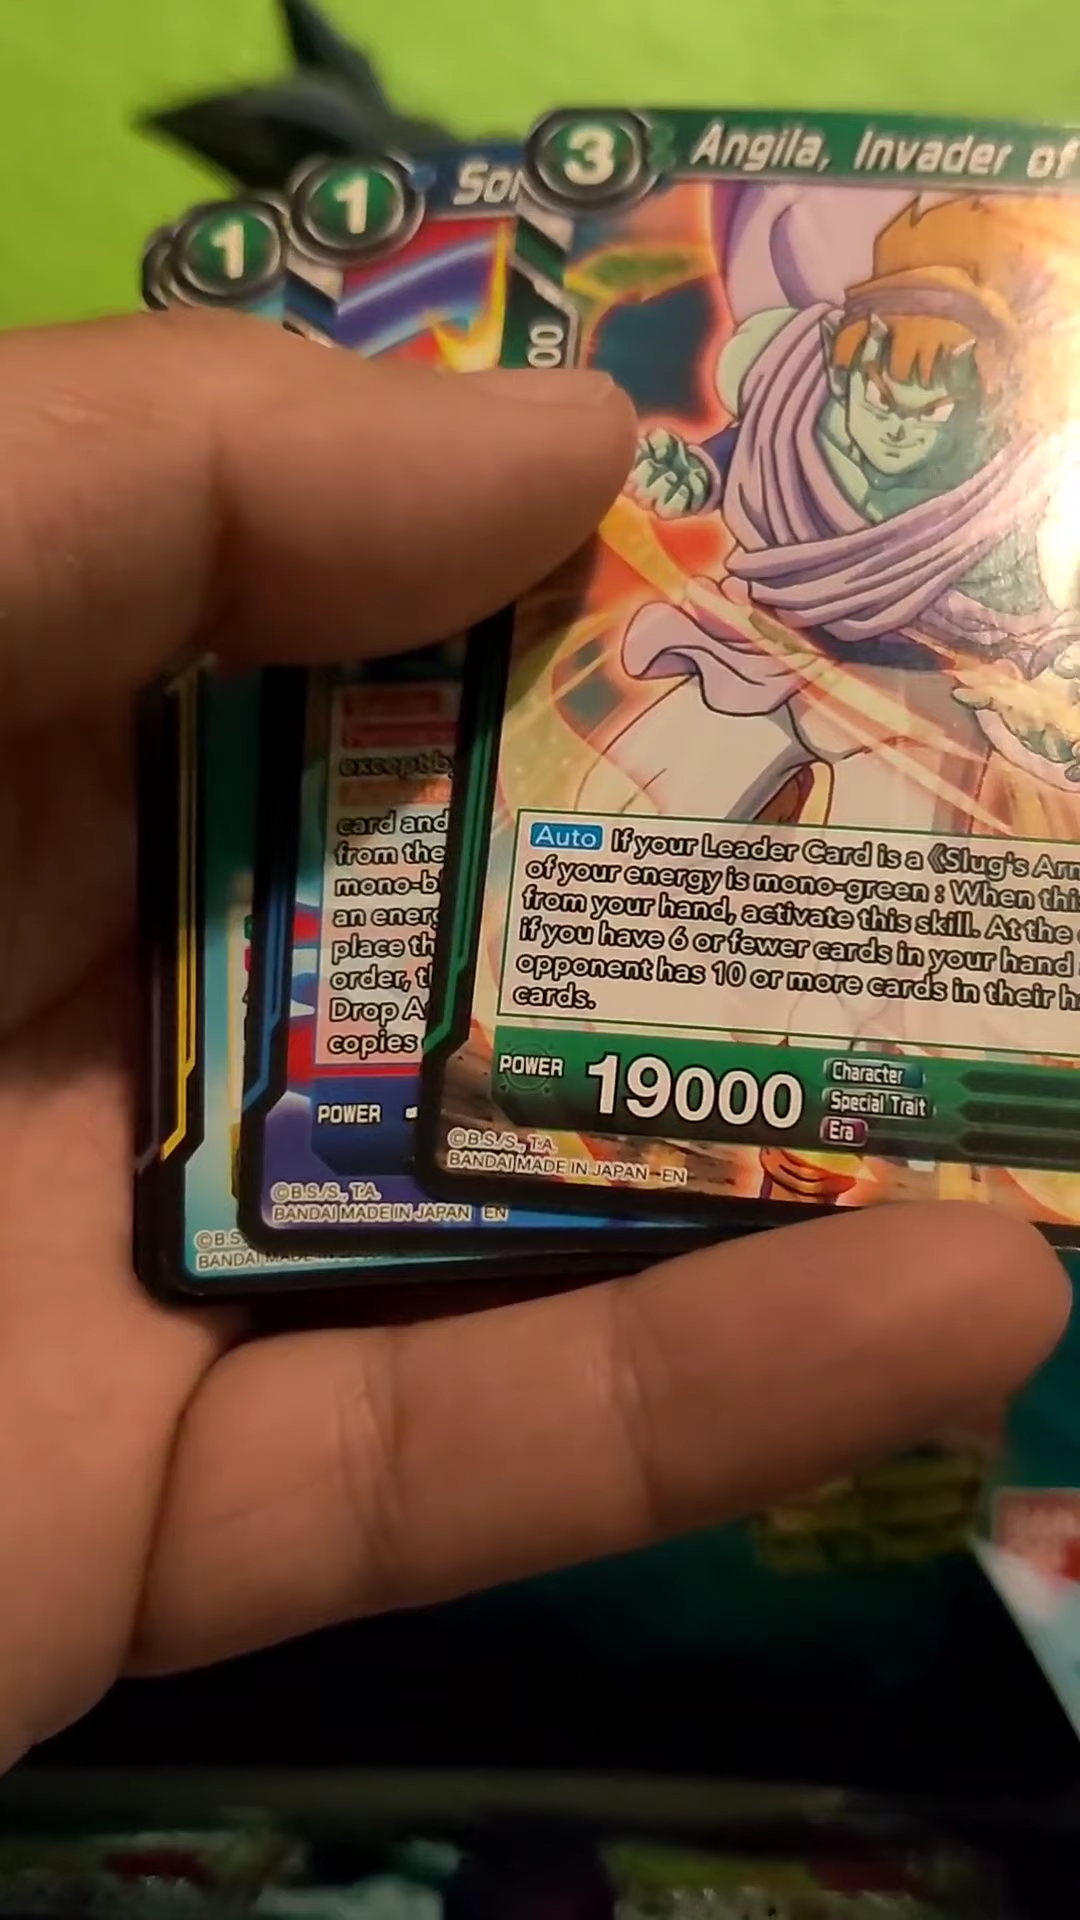 3 Angila, Invader of
1 Son
1
00
Auto If your Leader Card is a 《Slug's Arm
of your energy is mono-green : When this
from your hand, activate this skill. At the
if you have 6 or fewer cards in your hand
opponent has 10 or more cards in their h
cards.
POWER 19000
Character
Special Trait
Era
©B.S./S., T.A.
BANDAI MADE IN JAPAN EN
except b
card and
from the
mono-b
an energ
place th
order, t
Drop A
copies
POWER
©B.S./S., T.A.
BANDAI MADE IN JAPAN EN
©B.S.
BANDAI MADE IN